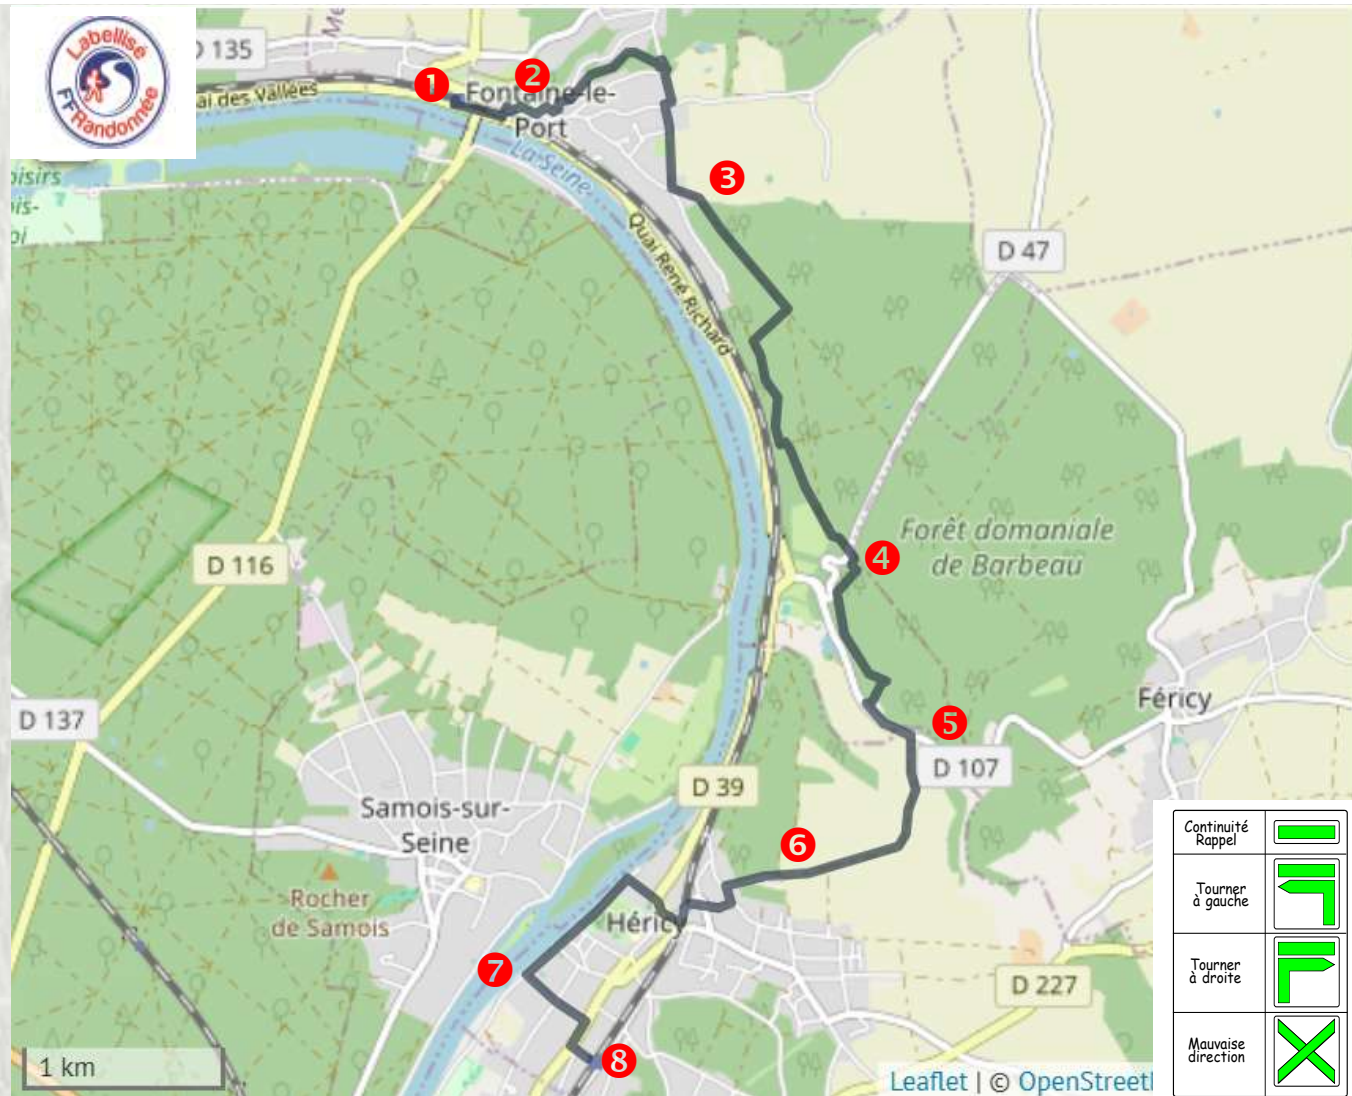 Labellisé
FFRandonnée
D 135
ai des Vallées
1
2
Fontaine-le-
Port
La Seine
3
Quai René Richard
D 47
D 116
4
Forêt domaniale
de Barbeau
D 137
Féricy
5
D 107
D 39
Samois-sur-
Seine
6
Rocher
de Samois
Héricy
7
D 227
8
1 km
Continuité
Rappel
Tourner
à gauche
Tourner
à droite
Mauvaise
direction
Leaflet | © OpenStreet